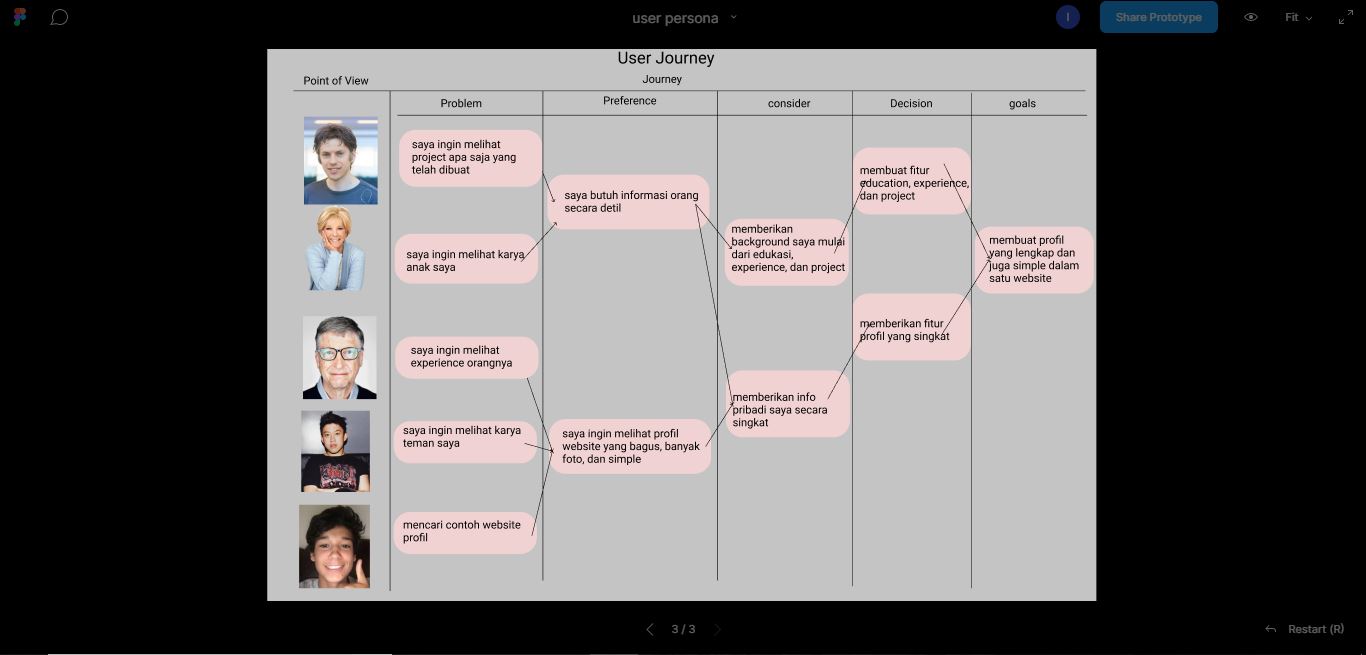 user persona
I
Share Prototype
Fit
User Journey
Point of View
Journey
Problem
Preference
consider
Decision
goals
saya ingin melihat
project apa saja yang
telah dibuat
saya ingin melihat karya
anak saya
saya ingin melihat
experience orangnya
saya ingin melihat karya
teman saya
mencari contoh website
profil
saya butuh informasi orang
secara detil
saya ingin melihat profil
website yang bagus, banyak
foto, dan simple
memberikan
background saya mulai
dari edukasi,
experience, dan project
memberikan info
pribadi saya secara
singkat
membuat fitur
education, experience,
dan project
memberikan fitur
profil yang singkat
membuat profil
yang lengkap dan
juga simple dalam
satu website
3 / 3
Restart (R)